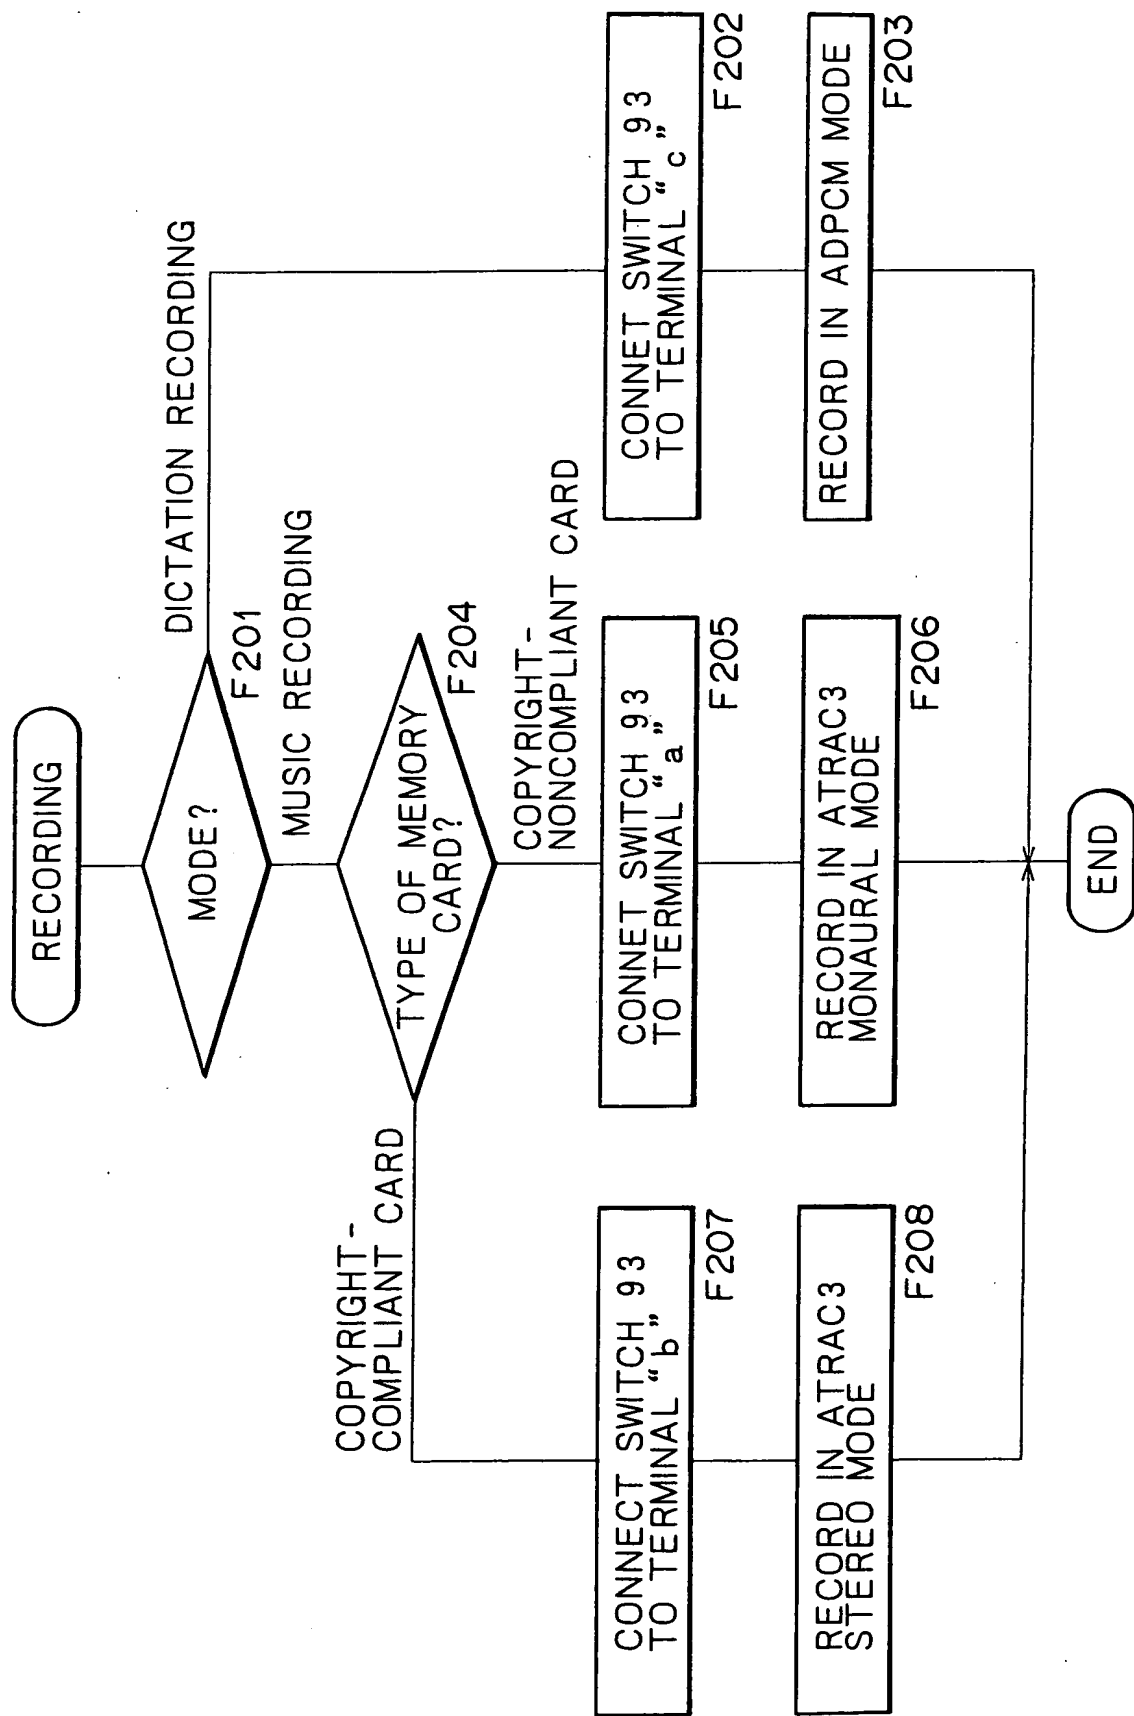 RECORDING
MODE?
F201
DICTATION RECORDING
MUSIC RECORDING
TYPE OF MEMORY
CARD?
F204
COPYRIGHT-
COMPLIANT CARD
COPYRIGHT-
NONCOMPLIANT CARD
CONNECT SWITCH 93
TO TERMINAL “b”
F207
CONNET SWITCH 93
TO TERMINAL “a”
F205
CONNET SWITCH 93
TO TERMINAL “c”
F202
RECORD IN ATRAC3
STEREO MODE
F208
RECORD IN ATRAC3
MONAURAL MODE
F206
RECORD IN ADPCM MODE
F203
END